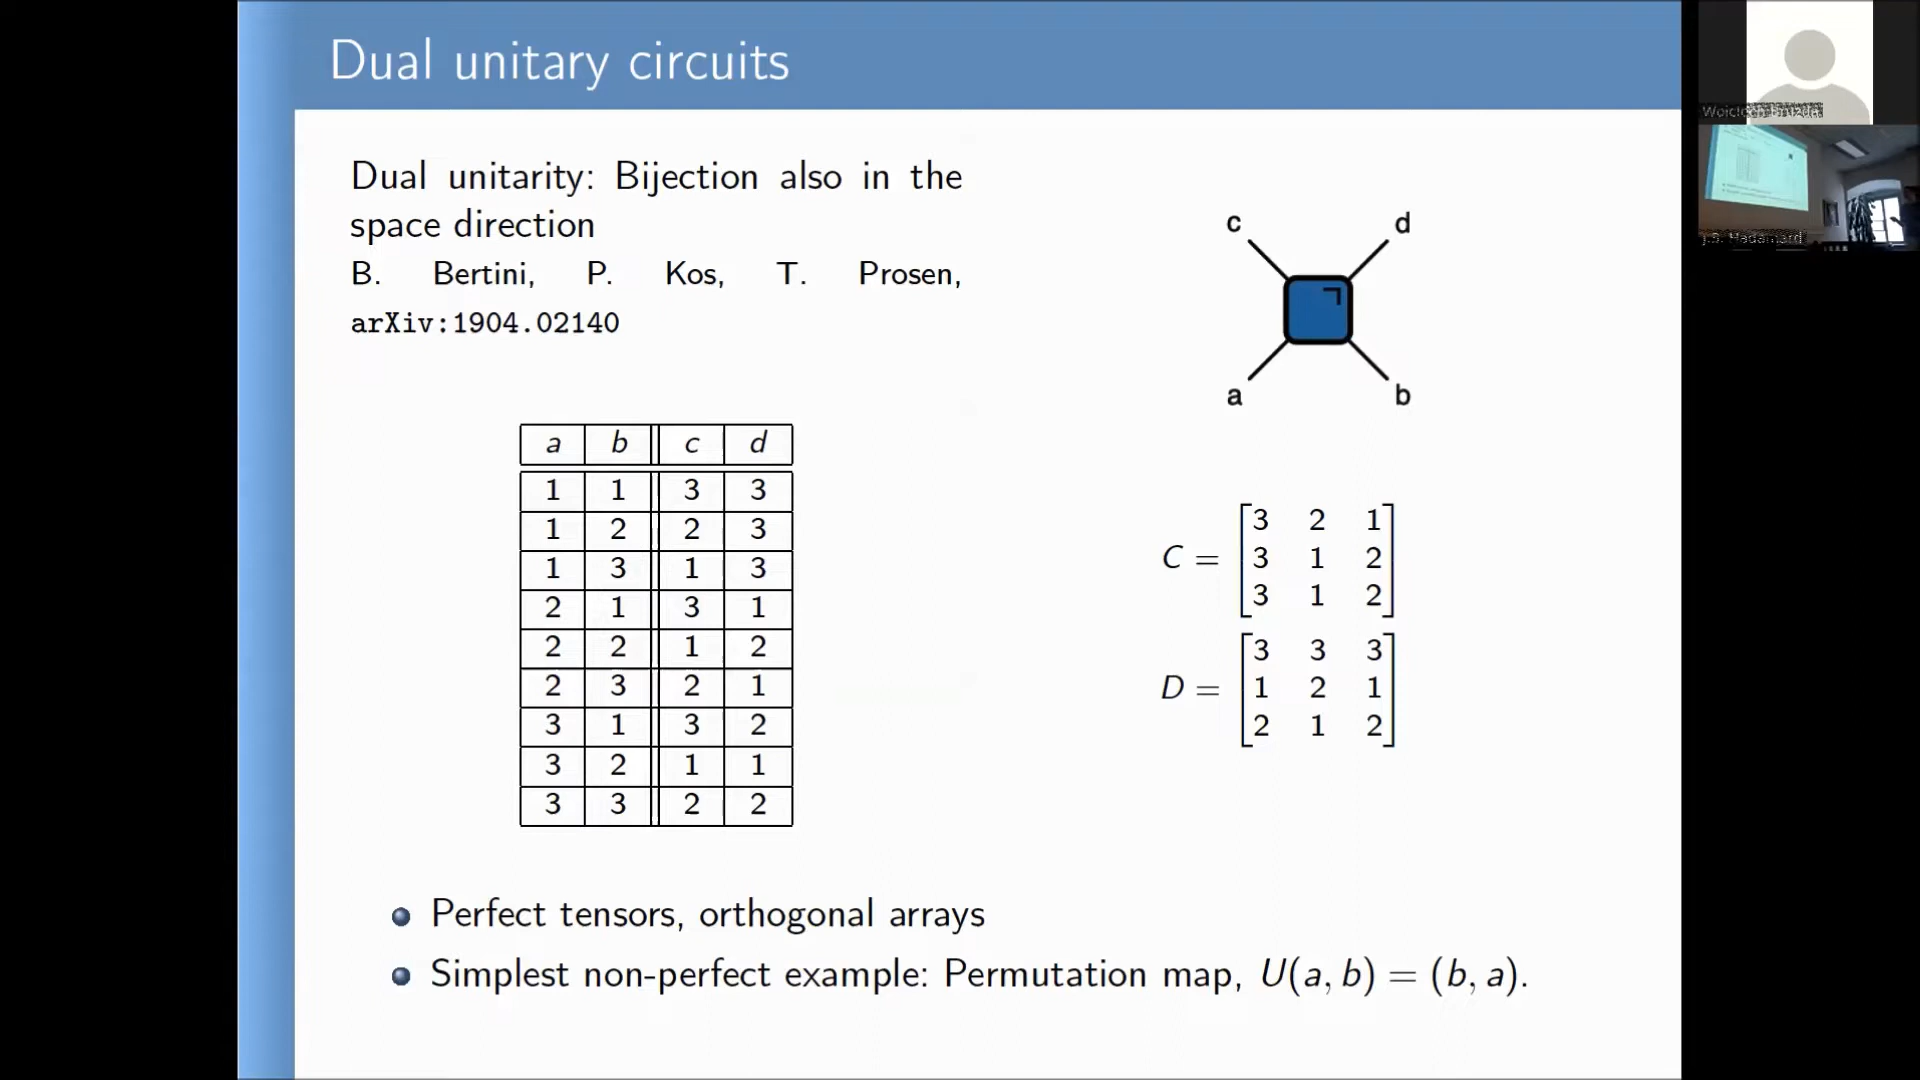 Dual unitary circuits
Dual unitarity: Bijection also in the
space direction
B. Bertini, P. Kos, T. Prosen,
arXiv:1904.02140
c d
a b
a b c d
1 1 3 3
1 2 2 3
1 3 1 3
2 1 3 1
2 2 1 2
2 3 2 1
3 1 3 2
3 2 1 1
3 3 2 2
C =
3 2 1
3 1 2
3 1 2
D =
3 3 3
1 2 1
2 1 2
Perfect tensors, orthogonal arrays
Simplest non-perfect example: Permutation map, U(a, b) = (b, a).